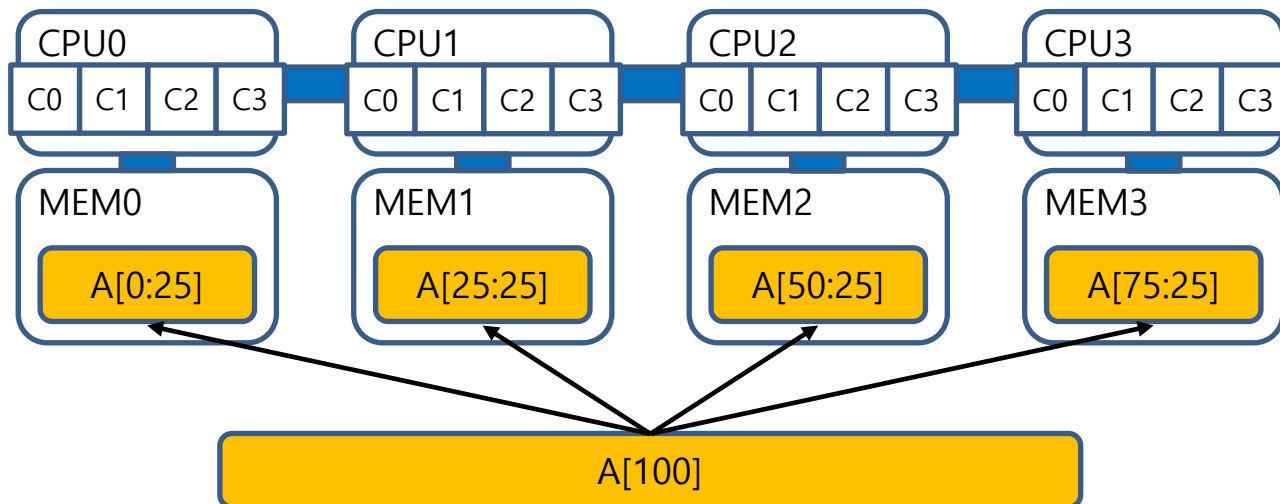 CPU0 CPU1 CPU2 CPU3
C0 C1 C2 C3 C0 C1 C2 C3 C0 C1 C2 C3 C0 C1 C2 C3
MEM0 MEM1 MEM2 MEM3
A[0:25] A[25:25] A[50:25] A[75:25]
A[100]